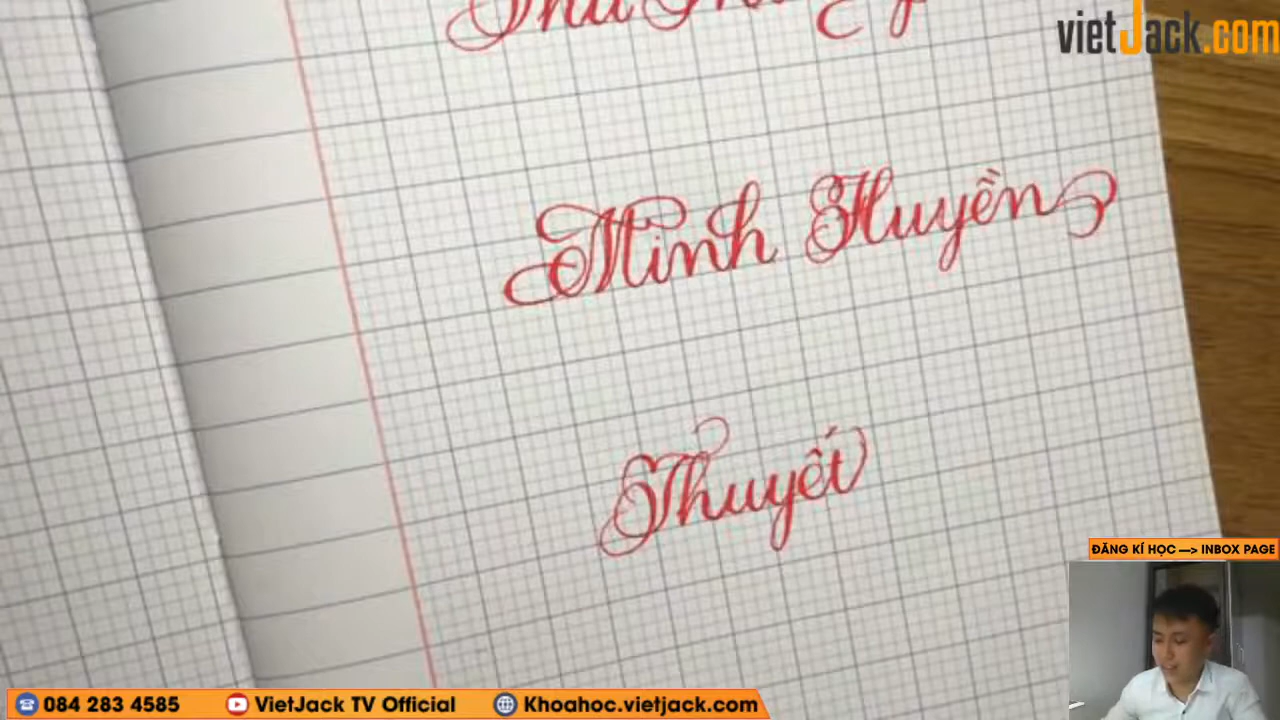 vietJack.com
Minh Huyền
Thuyết
ĐĂNG KÍ HỌC —> INBOX PAGE
084 283 4585 VietJack TV Official Khoahoc.vietjack.com